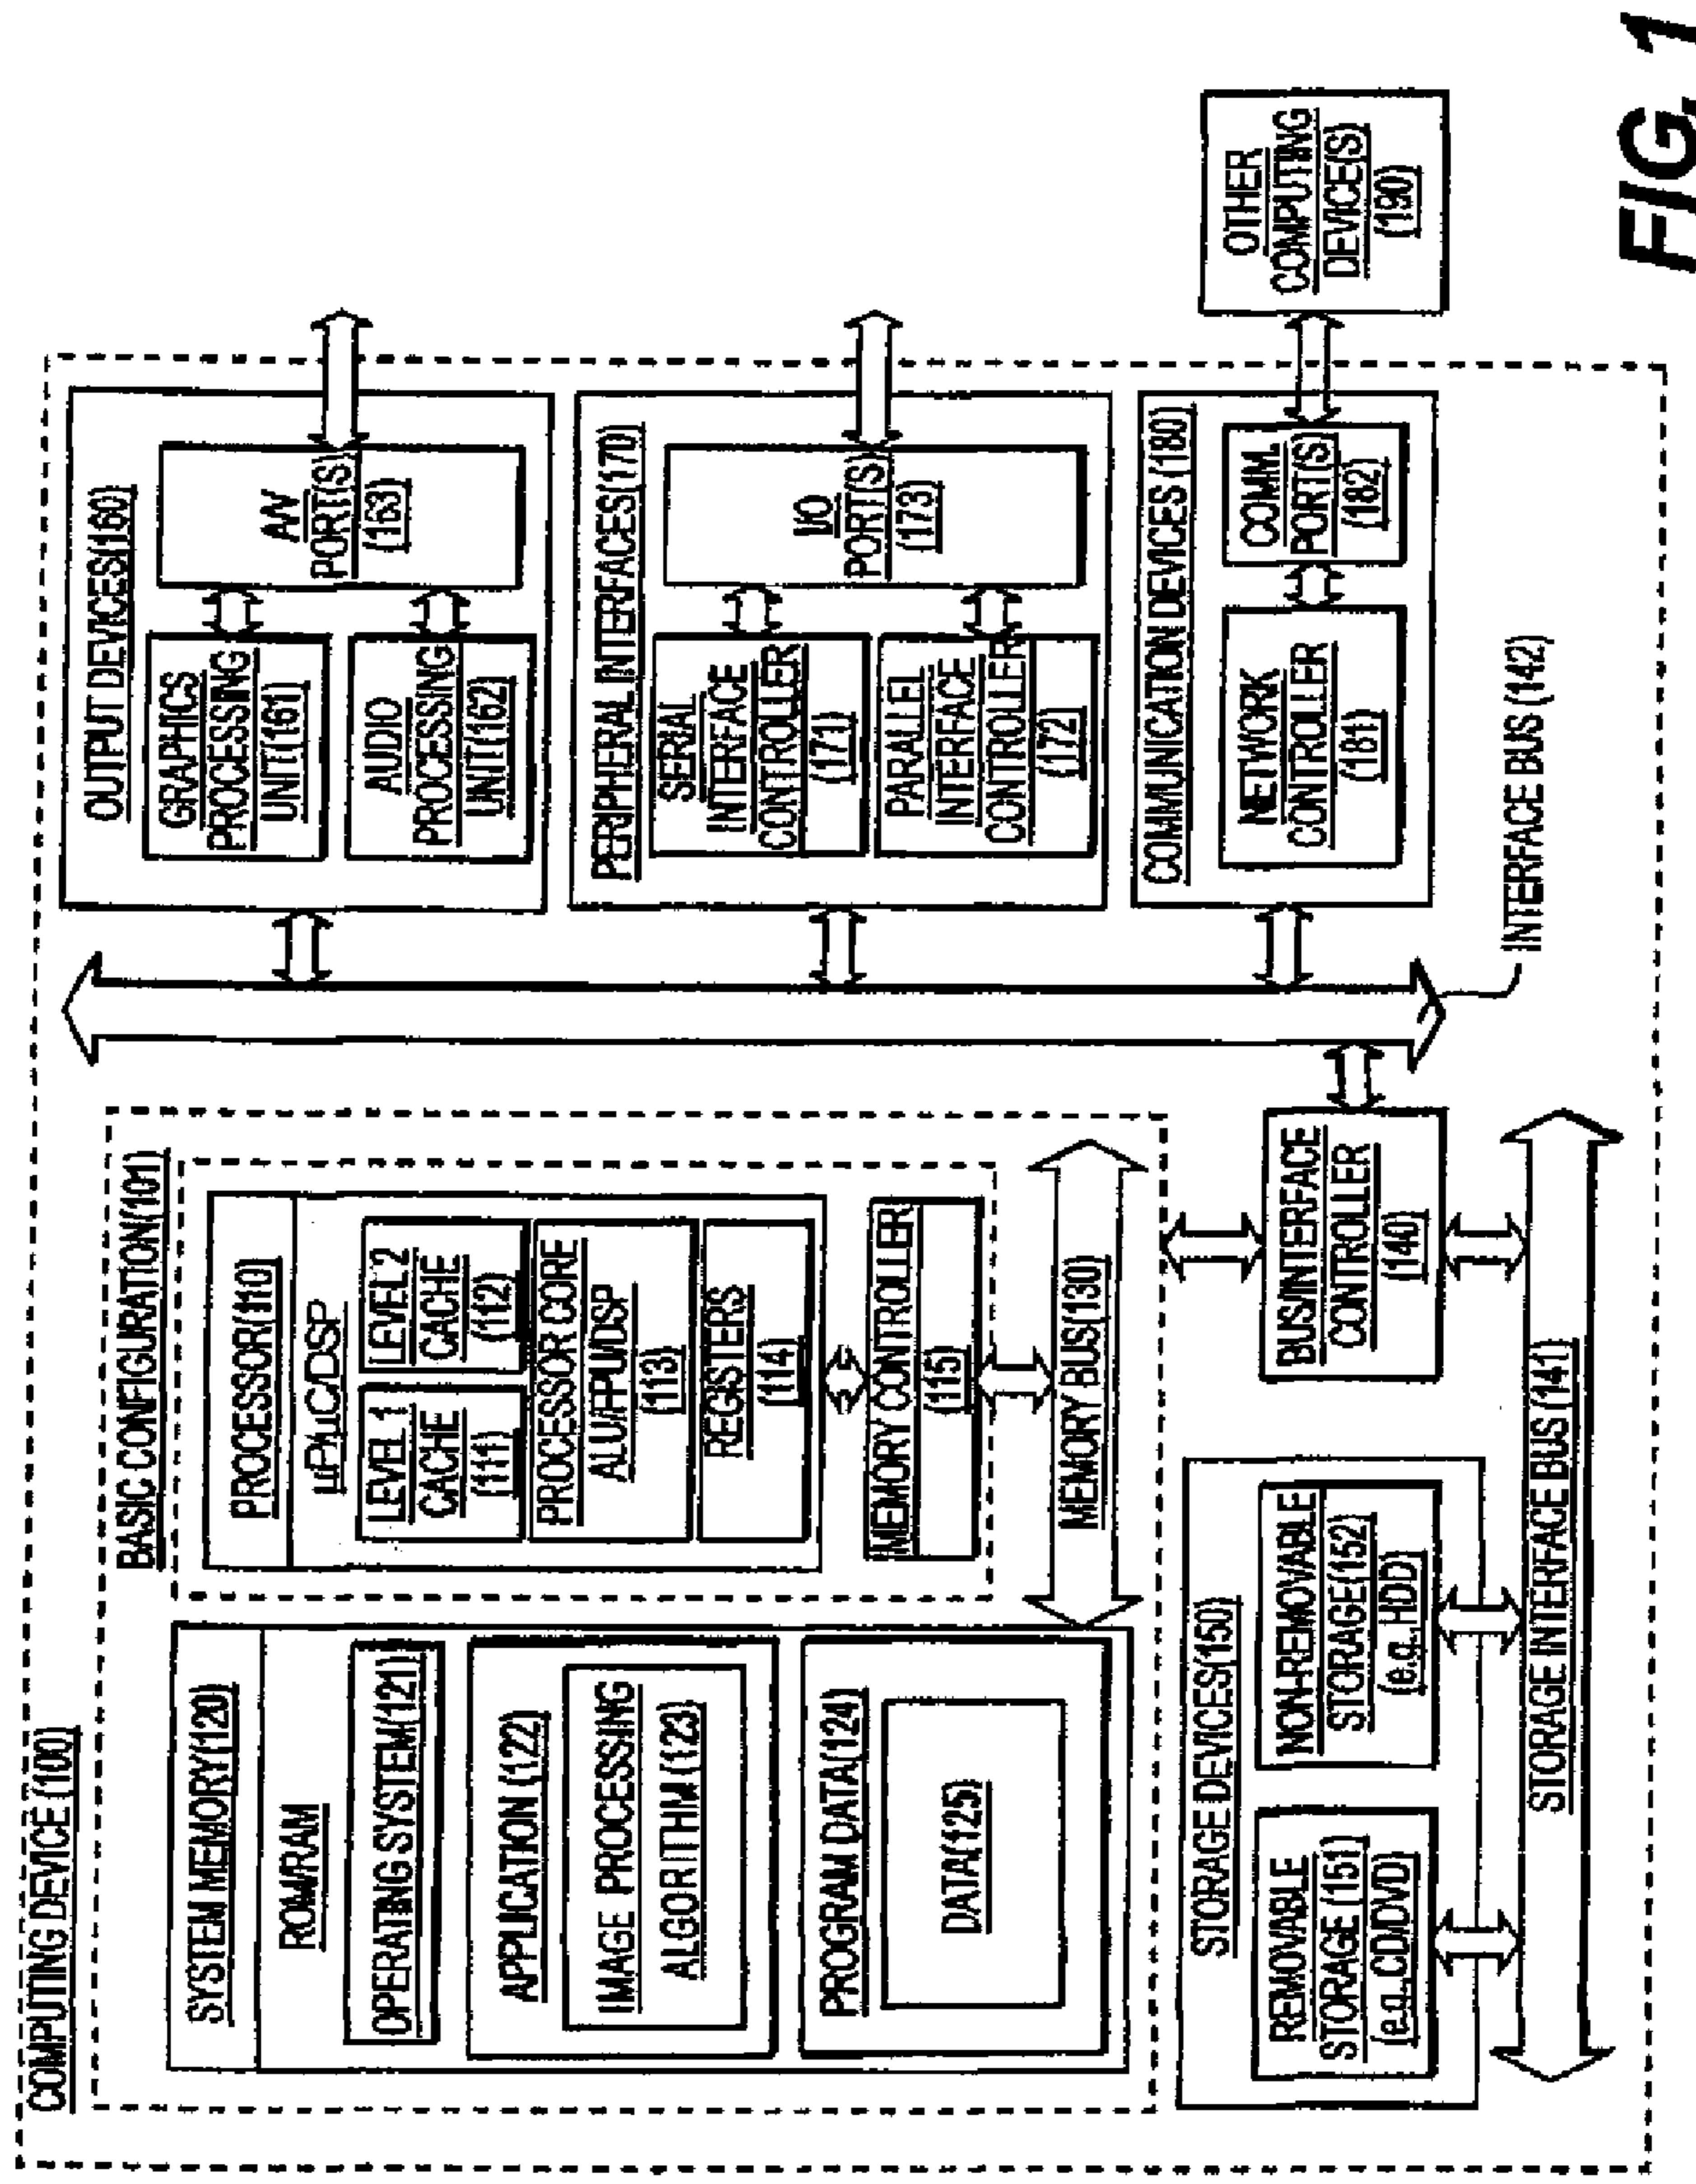 COMPUTING DEVICE (100)
BASIC CONFIGURATION(101)
SYSTEM MEMORY(120)
ROM/RAM
OPERATING SYSTEM(121)
APPLICATION (122)
IMAGE PROCESSING
ALGORITHM (123)
PROGRAM DATA(124)
DATA(125)
PROCESSOR(110)
µP/µC/DSP
LEVEL 1
CACHE
(111)
LEVEL 2
CACHE
(112)
PROCESSOR CORE
ALU/FPU/DSP
(113)
REGISTERS
(114)
MEMORY CONTROLLER
(115)
MEMORY BUS(130)
BUS/INTERFACE
CONTROLLER
(140)
STORAGE DEVICES(150)
REMOVABLE
STORAGE (151)
(e.g.,CD/DVD)
NON-REMOVABLE
STORAGE(152)
(e.g.,HDD)
STORAGE INTERFACE BUS (141)
OUTPUT DEVICES(160)
GRAPHICS
PROCESSING
UNIT(161)
AUDIO
PROCESSING
UNIT(162)
A/V
PORT(S)
(163)
PERIPHERAL INTERFACES(170)
SERIAL
INTERFACE
CONTROLLER
(171)
PARALLEL
INTERFACE
CONTROLLER
(172)
I/O
PORT(S)
(173)
COMMUNICATION DEVICES (180)
NETWORK
CONTROLLER
(181)
COMM.
PORT(S)
(182)
INTERFACE BUS (142)
OTHER
COMPUTING
DEVICE(S)
(190)
FIG. 1